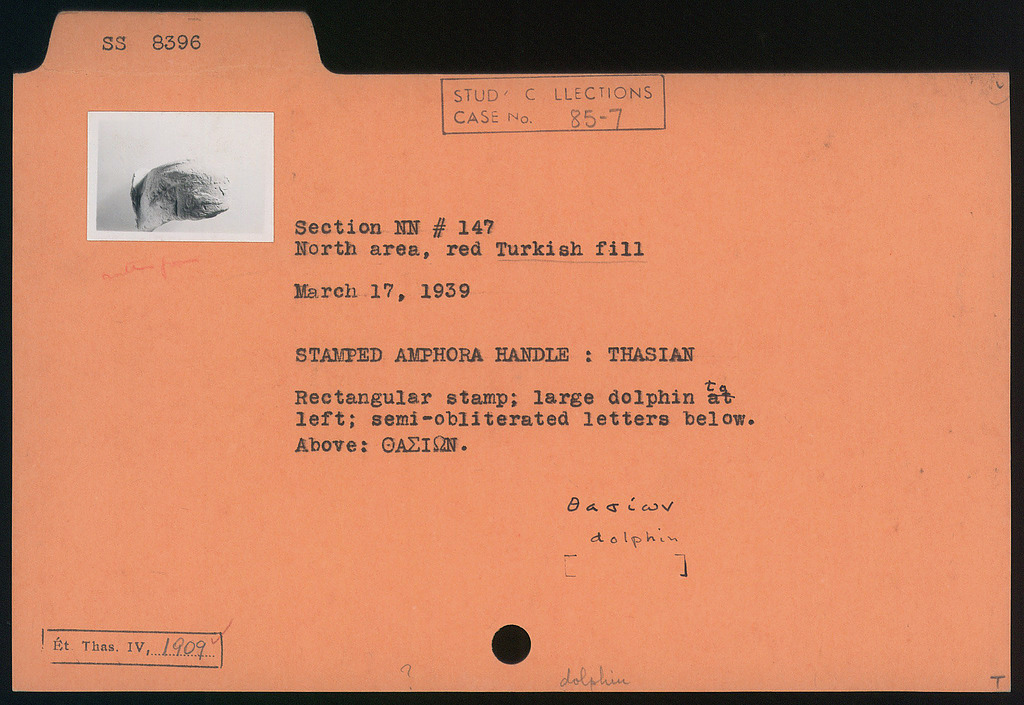 SS 8396
STUD' C LLECTIONS
CASE No. 85-7
Section NN # 147
North area, red Turkish fill
March 17, 1939
STAMPED AMPHORA HANDLE : THASIAN
Rectangular stamp; large dolphin to at
left; semi-obliterated letters below.
Above: ΘΑΣΙΩΝ.
θασίων
dolphin
[ ]
Ét. Thas. IV, 1909
? dolphin
T